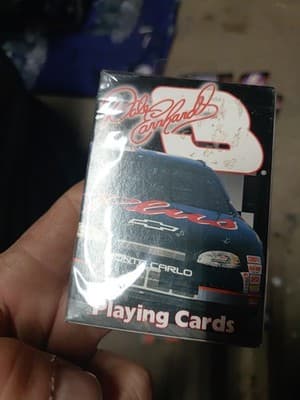 Dale
Earnhardt
3
MONTE CARLO
Playing Cards